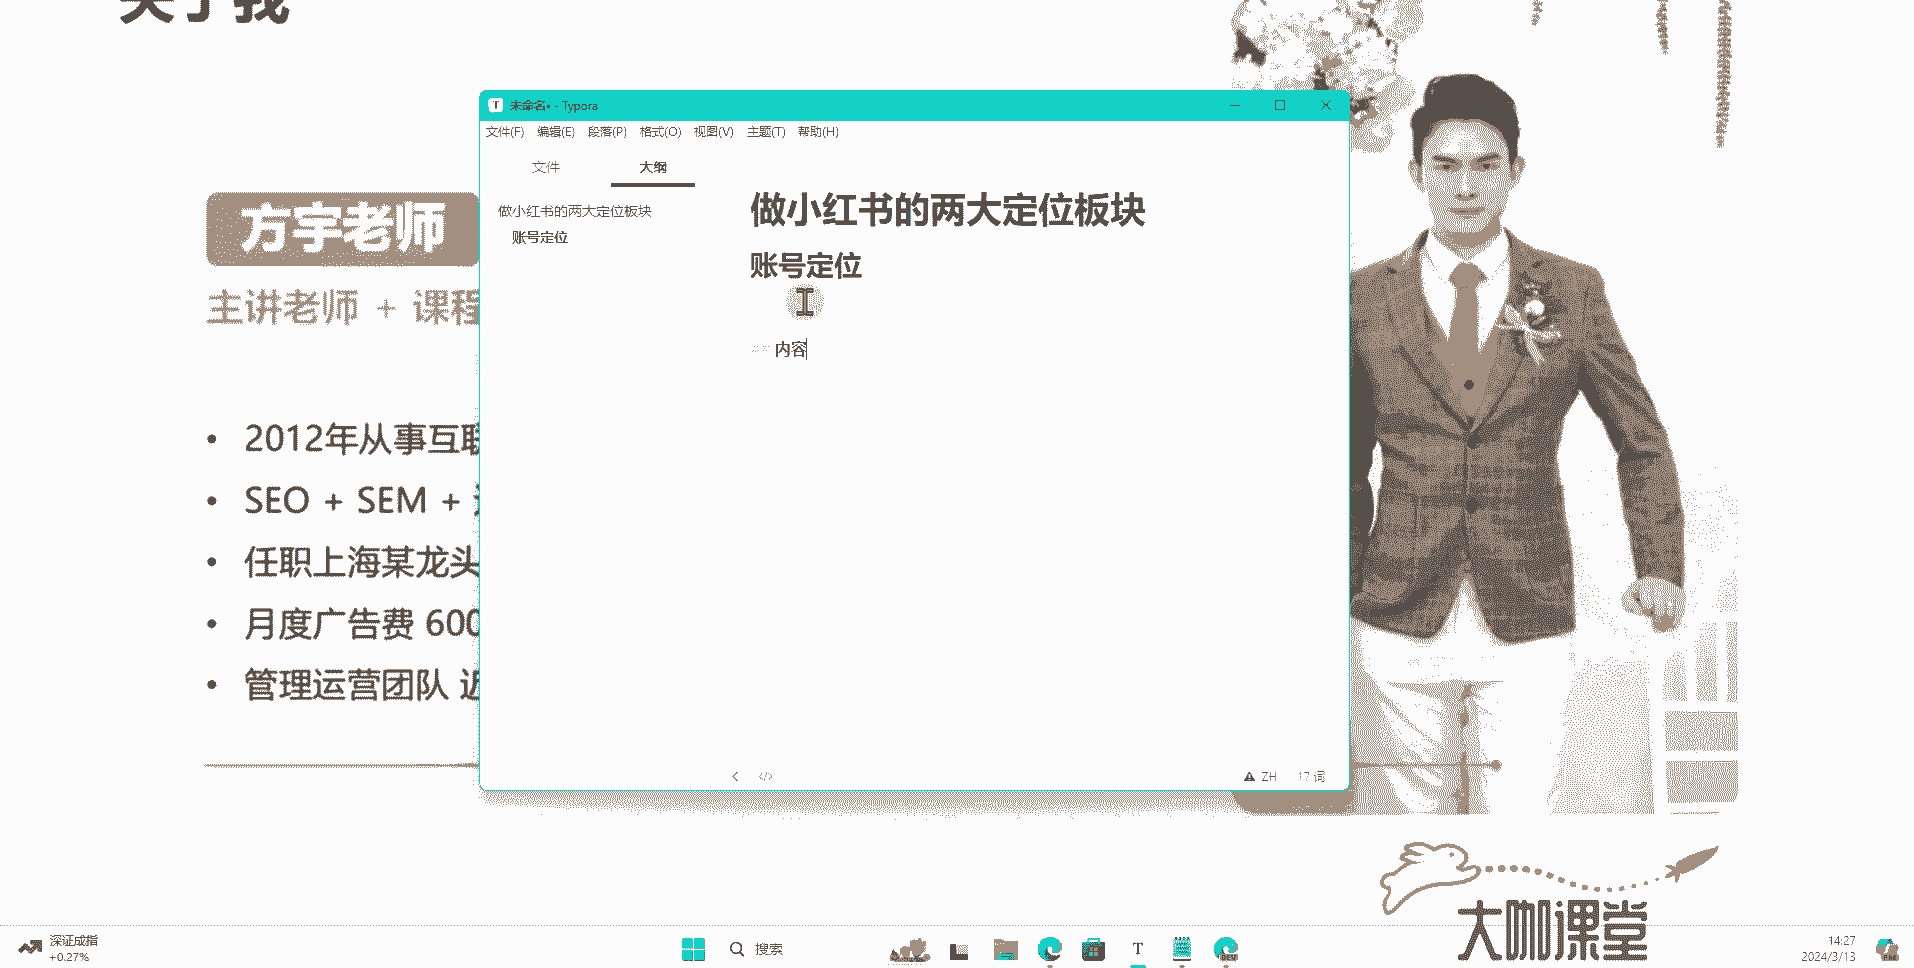 关于我
方宇老师
主讲老师 + 课程
2012年从事互联
SEO + SEM +
任职上海某龙头
月度广告费 600
管理运营团队 近
未命名• - Typora
文件(F) 编辑(E) 段落(P) 格式(O) 视图(V) 主题(T) 帮助(H)
文件 大纲
做小红书的两大定位板块
账号定位
做小红书的两大定位板块
账号定位
## 内容
ZH 17 词
大咖课堂
深证成指
+0.27%
搜索
T
DEV
14:27
2024/3/13
PRE